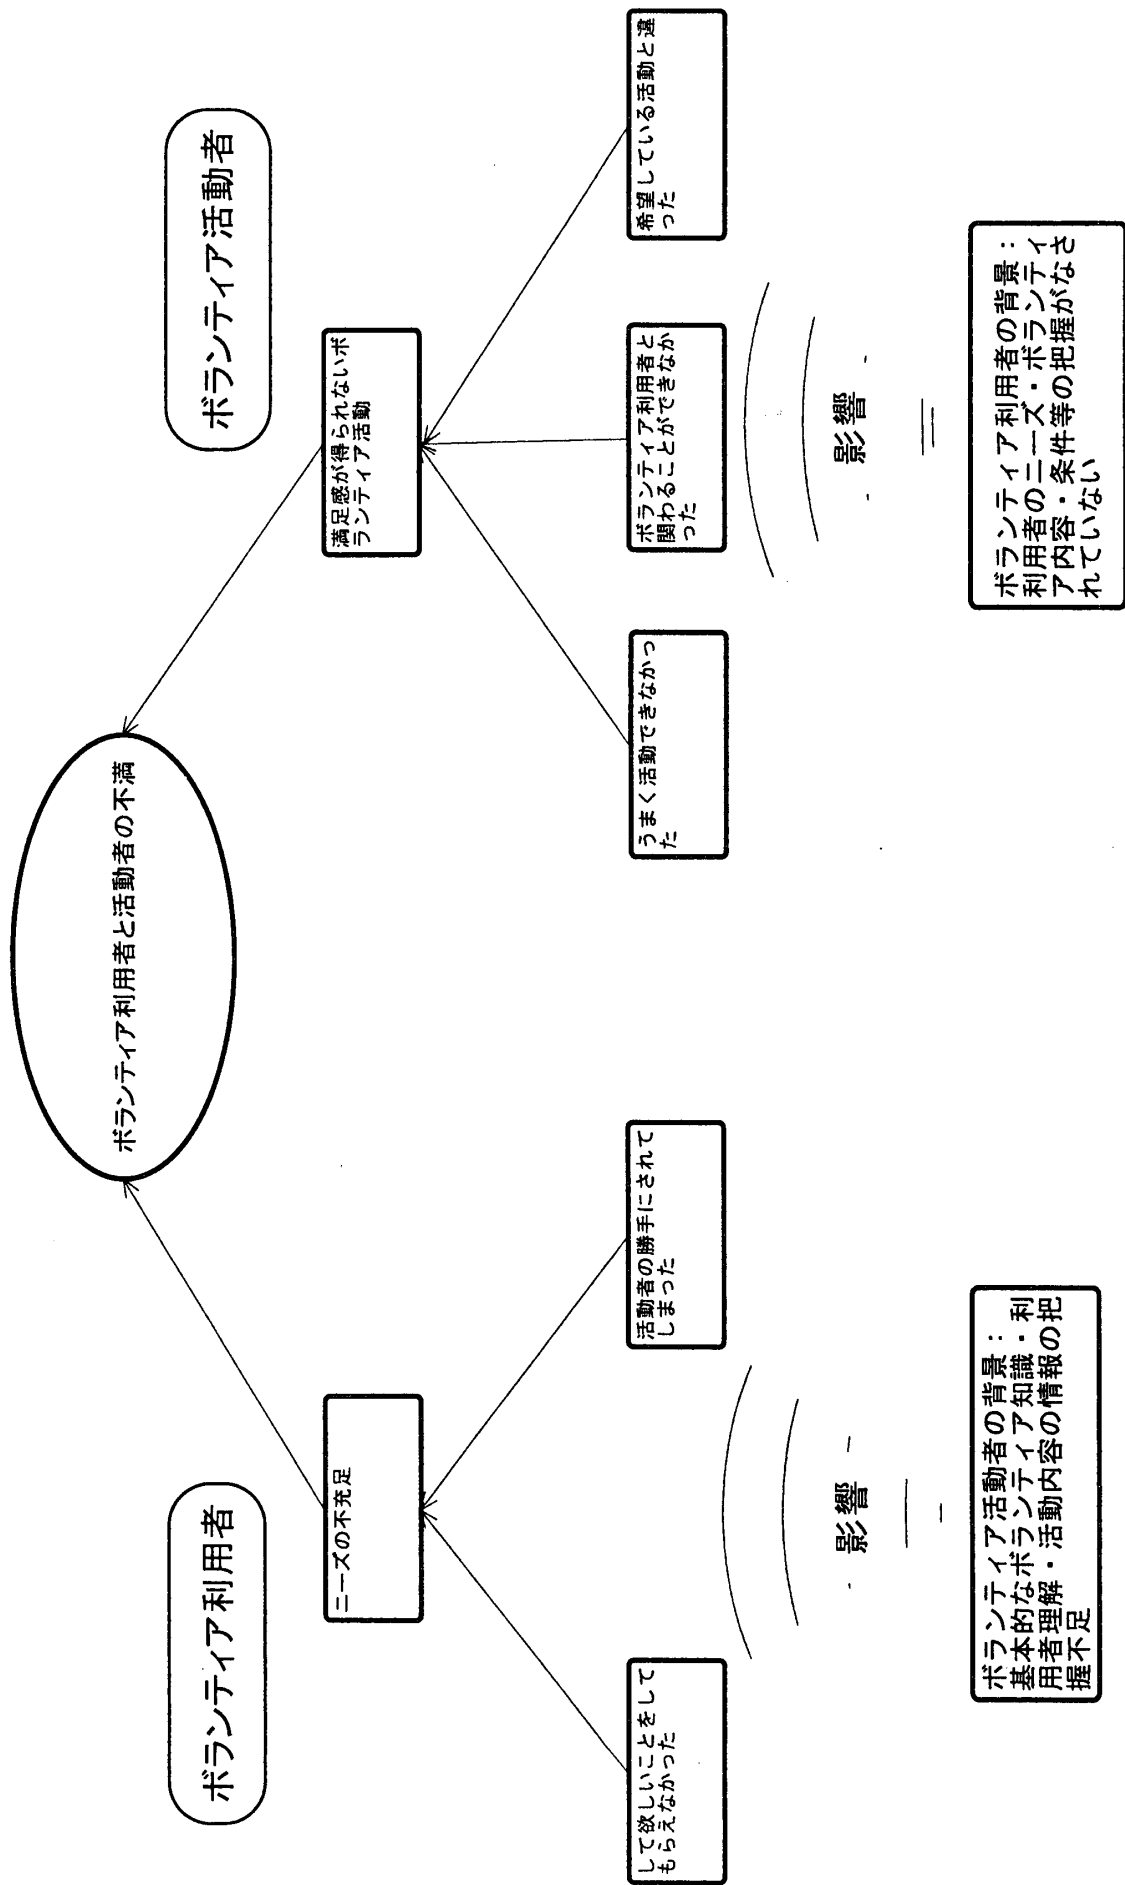 ボランティア利用者と活動者の不満
ボランティア利用者
ボランティア活動者
ニーズの不充足
満足感が得られないボ
ランティア活動
して欲しいことをして
もらえなかった
活動者の勝手にされて
しまった
うまく活動できなかっ
た
ボランティア利用者と
関わることができなか
った
希望している活動と違
った
影響
影響
ボランティア活動者の背景：
基本的なボランティア知識・利
用者理解・活動内容の情報の把
握不足
ボランティア利用者の背景：
利用者のニーズ・ボランティ
ア内容・条件等の把握がなさ
れていない